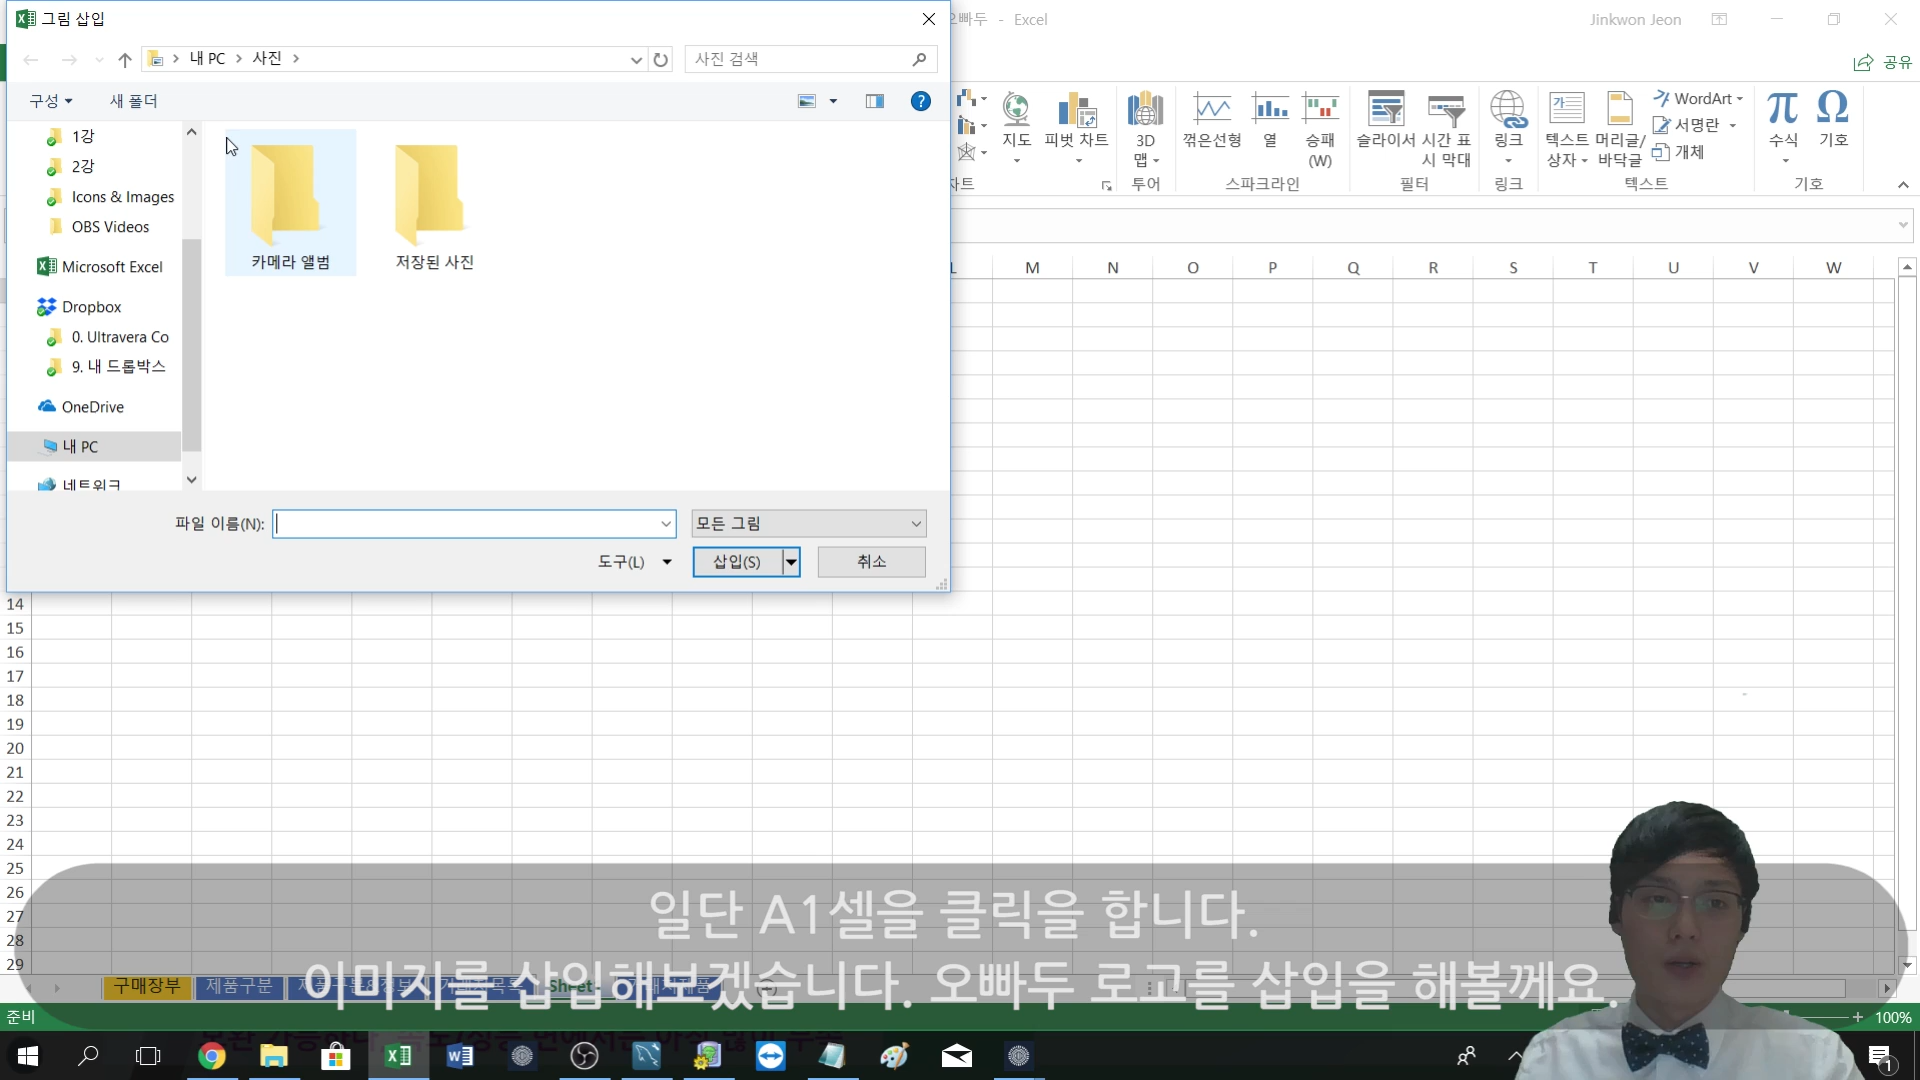 그림 삽입
오빠두 - Excel
Jinkwon Jeon
내 PC
사진
사진 검색
공유
구성
새 폴더
1강
2강
Icons & Images
OBS Videos
Microsoft Excel
Dropbox
0. Ultravera Co
9. 내 드롭박스
OneDrive
내 PC
네트워크
카메라 앨범
저장된 사진
파일 이름(N):
모든 그림
도구(L)
삽입(S)
취소
지도
피벗 차트
3D
맵
꺾은선형
열
승패
(W)
슬라이서
시간 표
시 막대
링크
텍스트
상자
머리글/
바닥글
WordArt
서명란
개체
수식
기호
차트
투어
스파크라인
필터
링크
텍스트
기호
L M N O P Q R S T U V W
14
15
16
17
18
19
20
21
22
23
24
25
26
27
28
29
일단 A1셀을 클릭을 합니다.
이미지를 삽입해보겠습니다. 오빠두 로고를 삽입을 해볼께요.
구매장부
제품구분
준비
100%
1